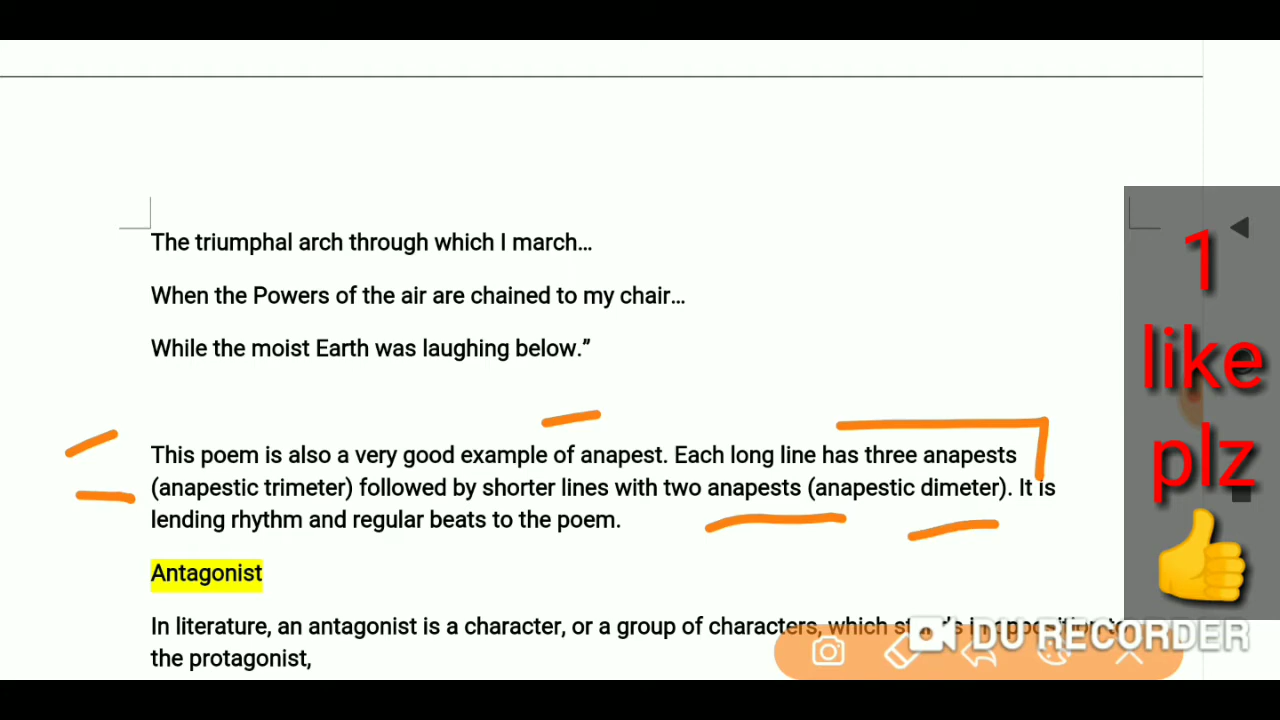 The triumphal arch through which I march…
When the Powers of the air are chained to my chair…
While the moist Earth was laughing below.”
This poem is also a very good example of anapest. Each long line has three anapests
(anapestic trimeter) followed by shorter lines with two anapests (anapestic dimeter). It is
lending rhythm and regular beats to the poem.
Antagonist
In literature, an antagonist is a character, or a group of characters, which in opposition to
the protagonist,
1
like
plz
DU RECORDER